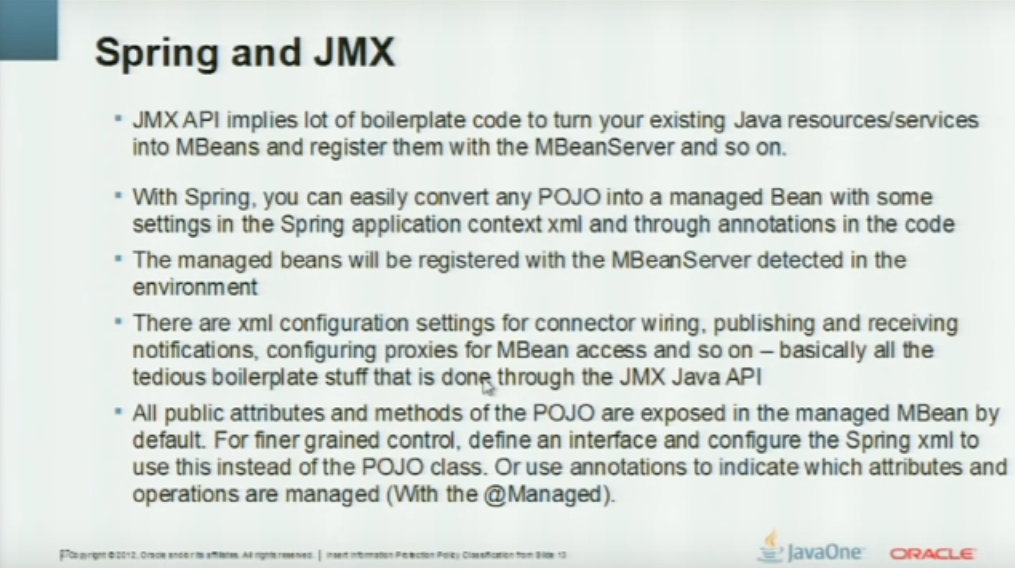 Spring and JMX
JMX API implies lot of boilerplate code to turn your existing Java resources/services
into MBeans and register them with the MBeanServer and so on.
With Spring, you can easily convert any POJO into a managed Bean with some
settings in the Spring application context xml and through annotations in the code
The managed beans will be registered with the MBeanServer detected in the
environment
There are xml configuration settings for connector wiring, publishing and receiving
notifications, configuring proxies for MBean access and so on – basically all the
tedious boilerplate stuff that is done through the JMX Java API
All public attributes and methods of the POJO are exposed in the managed MBean by
default. For finer grained control, define an interface and configure the Spring xml to
use this instead of the POJO class. Or use annotations to indicate which attributes and
operations are managed (With the @Managed).
Copyright © 2012, Oracle and/or its affiliates. All rights reserved. | Insert Information Protection Policy Classification from Slide 13
JavaOne
ORACLE